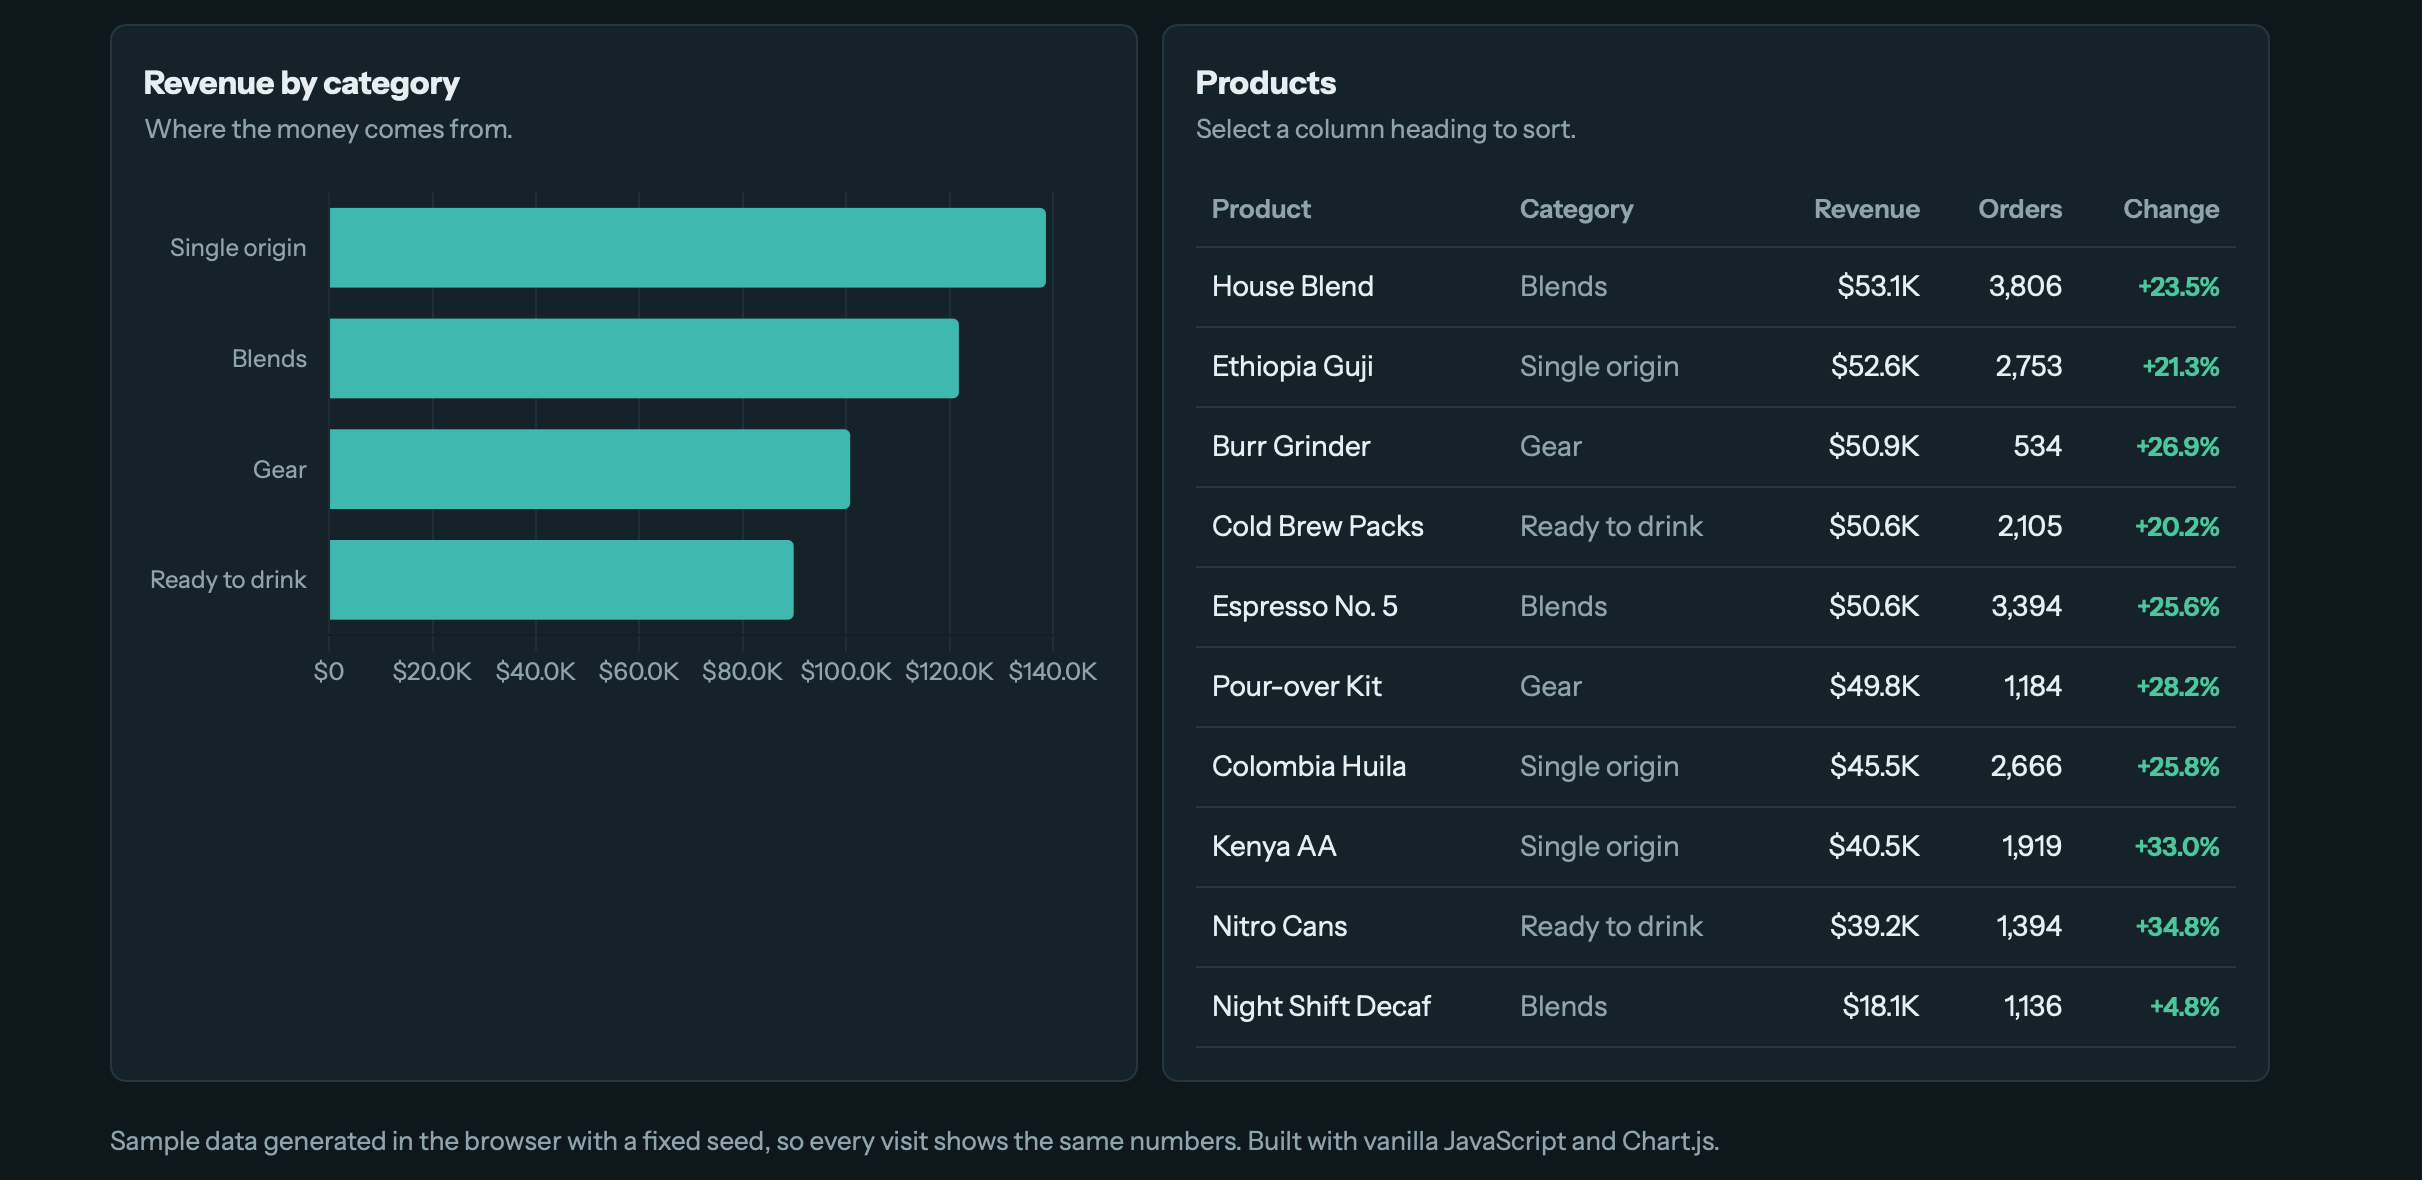 Revenue by category
Where the money comes from.
Single origin
Blends
Gear
Ready to drink
$0 $20.0K $40.0K $60.0K $80.0K $100.0K $120.0K $140.0K
Products
Select a column heading to sort.
Product Category Revenue Orders Change
House Blend Blends $53.1K 3,806 +23.5%
Ethiopia Guji Single origin $52.6K 2,753 +21.3%
Burr Grinder Gear $50.9K 534 +26.9%
Cold Brew Packs Ready to drink $50.6K 2,105 +20.2%
Espresso No. 5 Blends $50.6K 3,394 +25.6%
Pour-over Kit Gear $49.8K 1,184 +28.2%
Colombia Huila Single origin $45.5K 2,666 +25.8%
Kenya AA Single origin $40.5K 1,919 +33.0%
Nitro Cans Ready to drink $39.2K 1,394 +34.8%
Night Shift Decaf Blends $18.1K 1,136 +4.8%
Sample data generated in the browser with a fixed seed, so every visit shows the same numbers. Built with vanilla JavaScript and Chart.js.